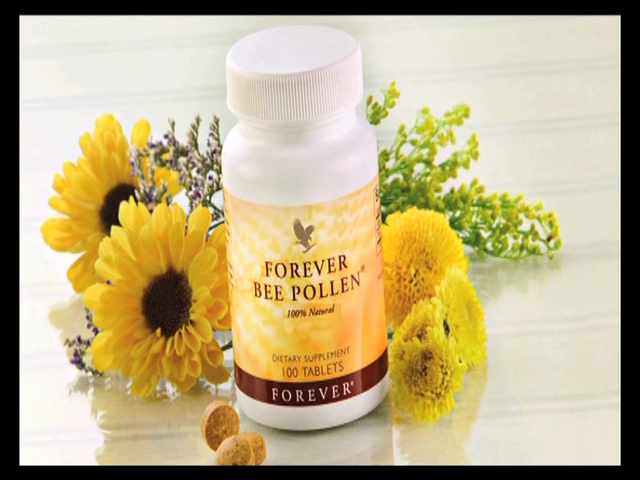 FOREVER
BEE POLLEN®
100% Natural
DIETARY SUPPLEMENT
100 TABLETS
FOREVER®